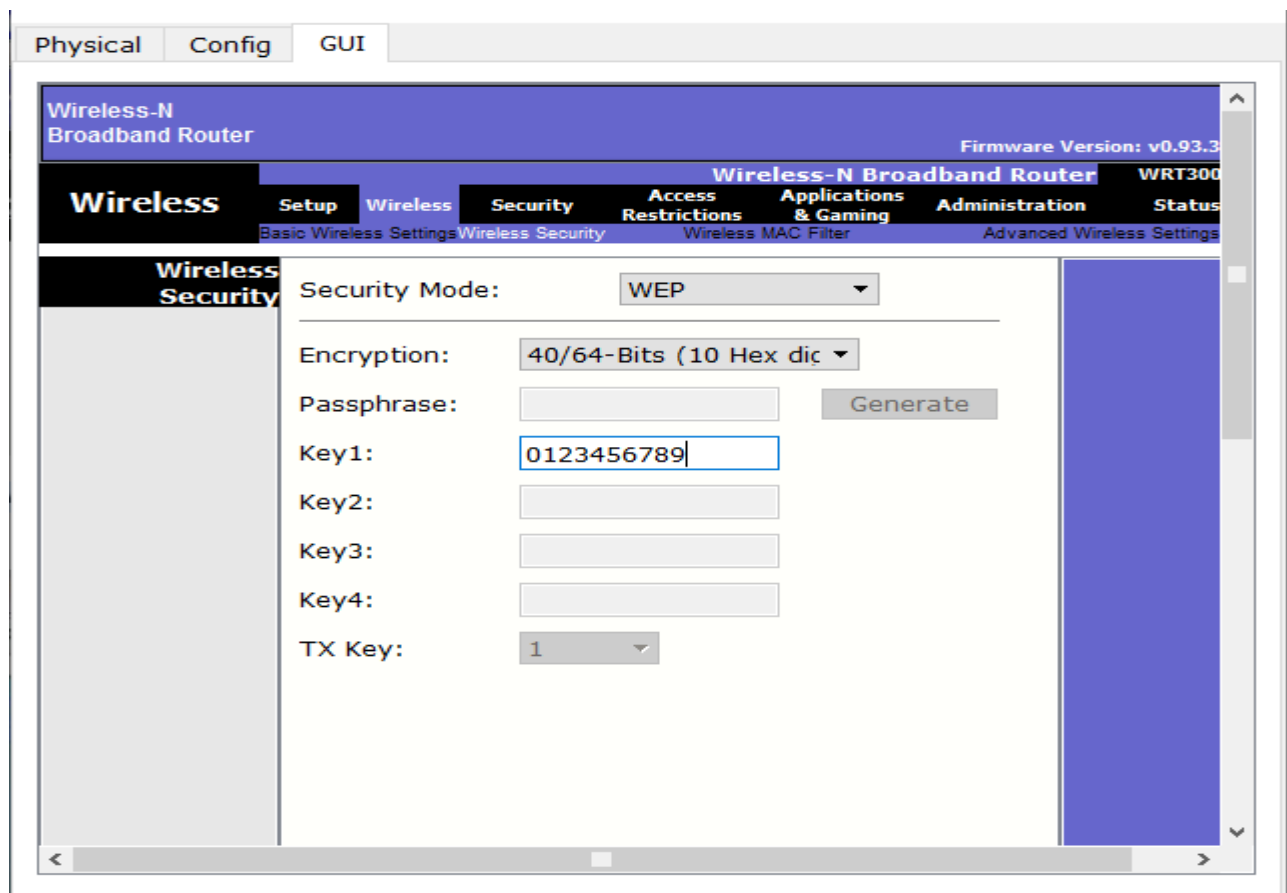 Physical Config GUI
Wireless-N
Broadband Router
Firmware Version: v0.93.3
Wireless-N Broadband Router WRT300
Wireless
Setup Wireless Security Access Restrictions Applications & Gaming Administration Status
Basic Wireless Settings Wireless Security Wireless MAC Filter Advanced Wireless Settings
Wireless
Security
Security Mode: WEP
Encryption: 40/64-Bits (10 Hex dig
Passphrase: Generate
Key1: 0123456789
Key2:
Key3:
Key4:
TX Key: 1